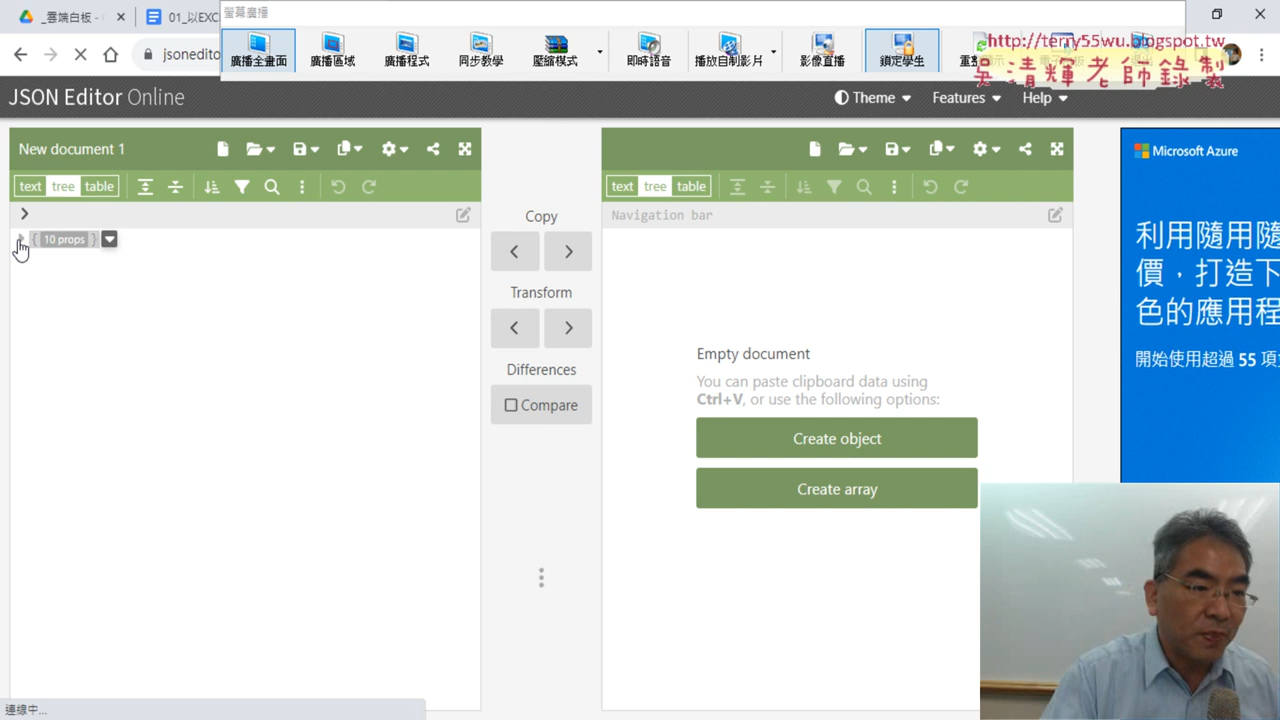 _雲端白板 -
01_以EXC
螢幕廣播
廣播全畫面
廣播區域
廣播程式
同步教學
壓縮模式
即時語音
播放自制影片
影像直播
鎖定學生
http://terry55wu.blogspot.tw
吳清輝老師錄製
jsonedito
JSON Editor Online
Theme
Features
Help
New document 1
text
tree
table
text
tree
table
Navigation bar
{ 10 props }
Copy
Transform
Differences
Compare
Empty document
You can paste clipboard data using
Ctrl+V, or use the following options:
Create object
Create array
Microsoft Azure
利用隨用隨
價，打造下
色的應用程
開始使用超過 55 項
連線中...